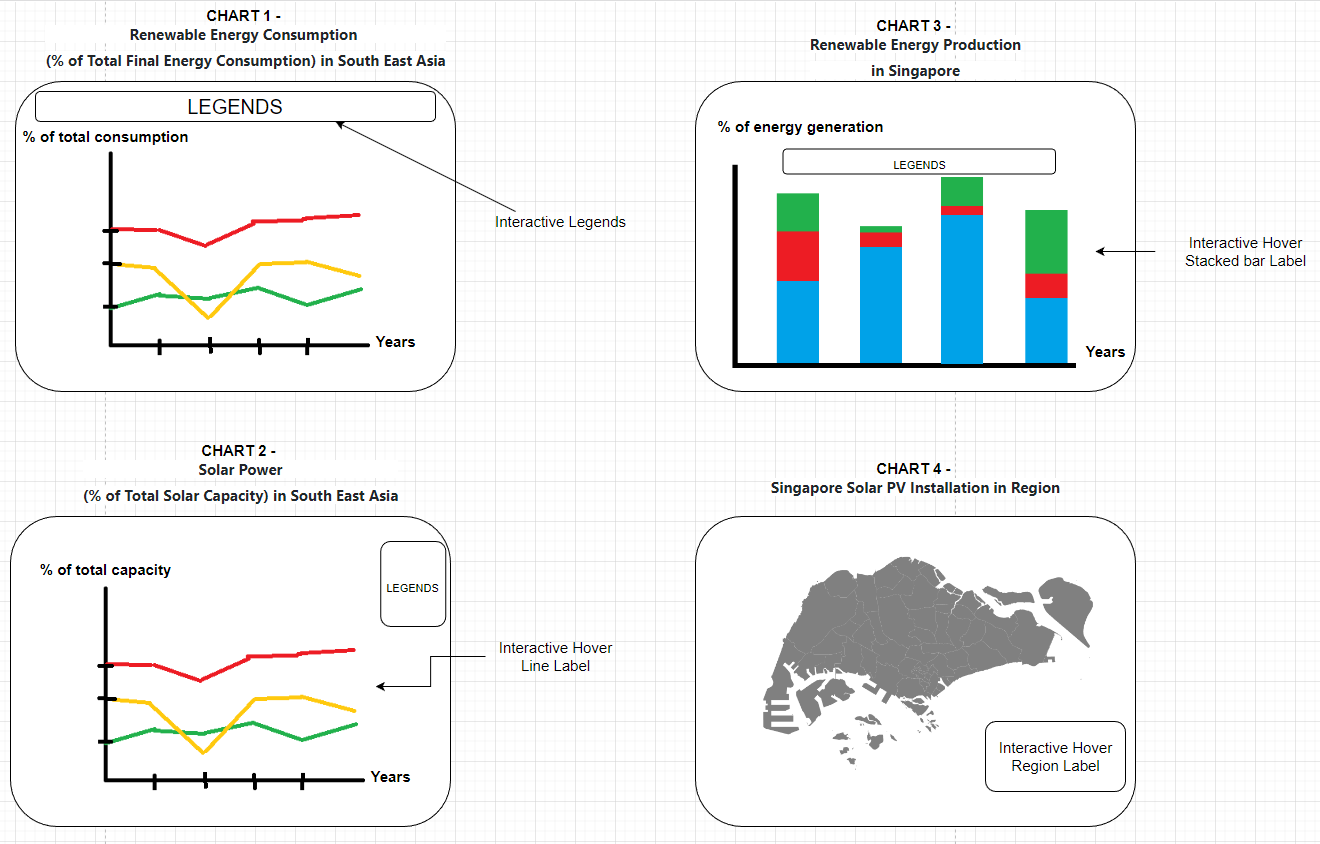 CHART 1 -
Renewable Energy Consumption
(% of Total Final Energy Consumption) in South East Asia
LEGENDS
% of total consumption
Years
Interactive Legends
CHART 3 -
Renewable Energy Production
in Singapore
% of energy generation
LEGENDS
Years
Interactive Hover
Stacked bar Label
CHART 2 -
Solar Power
(% of Total Solar Capacity) in South East Asia
% of total capacity
LEGENDS
Years
Interactive Hover
Line Label
CHART 4 -
Singapore Solar PV Installation in Region
Interactive Hover
Region Label